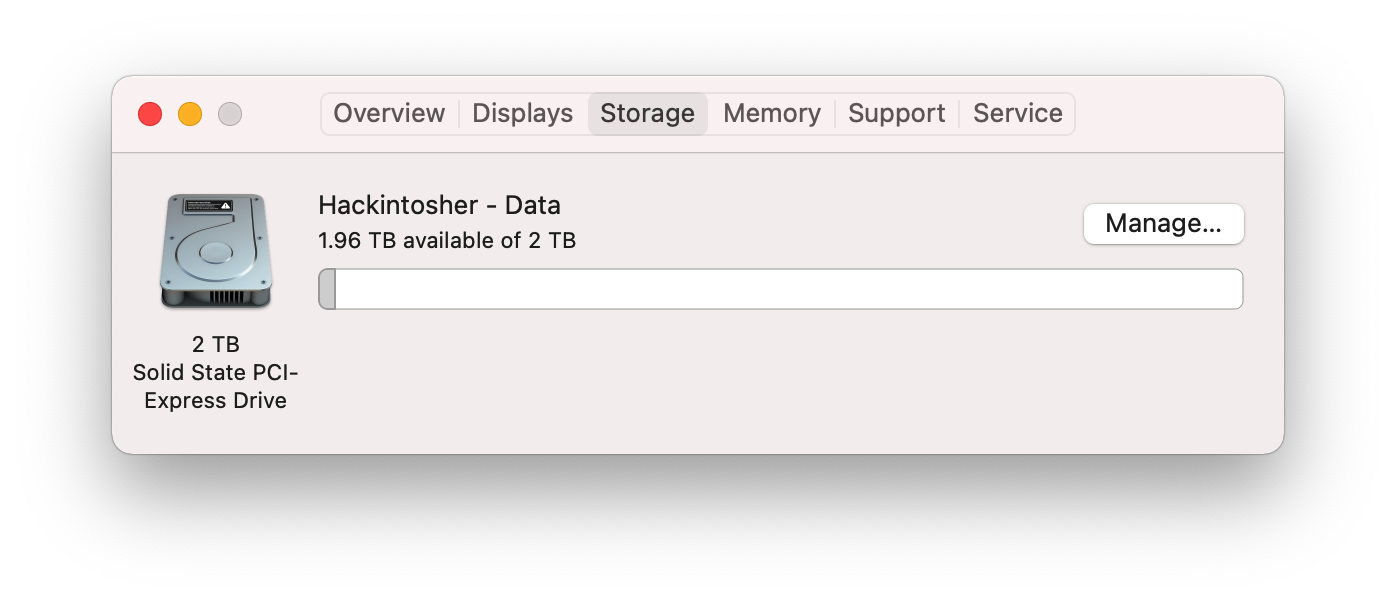 Overview Displays Storage Memory Support Service
Hackintosher - Data
1.96 TB available of 2 TB
Manage...
2 TB
Solid State PCI-
Express Drive